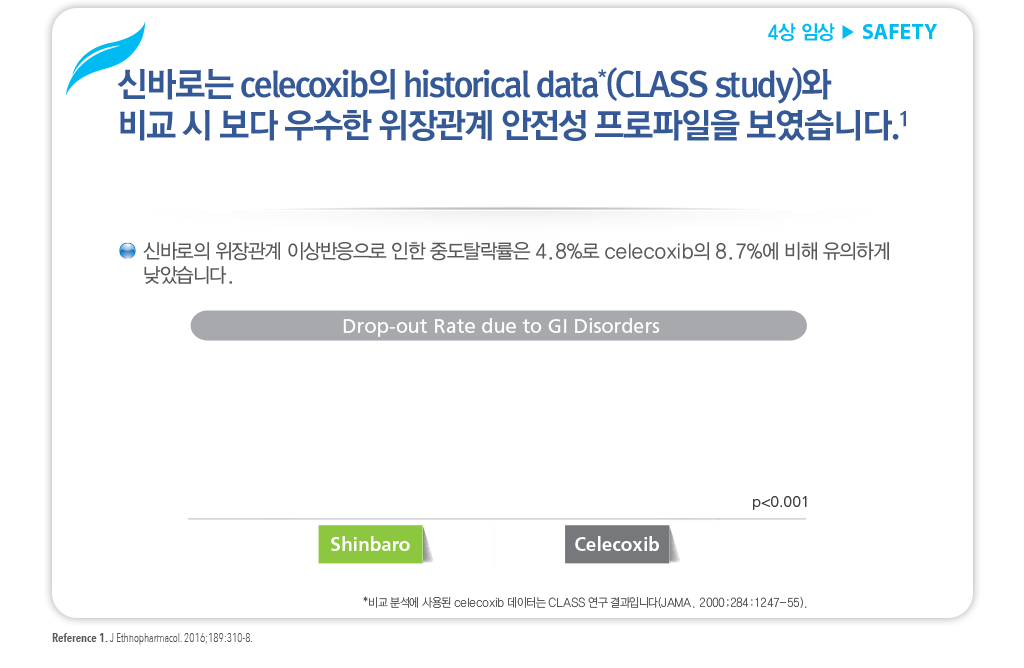 4상 임상 ▶ SAFETY
신바로는 celecoxib의 historical data*(CLASS study)와
비교 시 보다 우수한 위장관계 안전성 프로파일을 보였습니다.1
신바로의 위장관계 이상반응으로 인한 중도탈락률은 4.8%로 celecoxib의 8.7%에 비해 유의하게
낮았습니다.
Drop-out Rate due to GI Disorders
p<0.001
Shinbaro Celecoxib
*비교 분석에 사용된 celecoxib 데이터는 CLASS 연구 결과입니다(JAMA. 2000;284:1247-55).
Reference 1. J Ethnopharmacol. 2016;189:310-8.